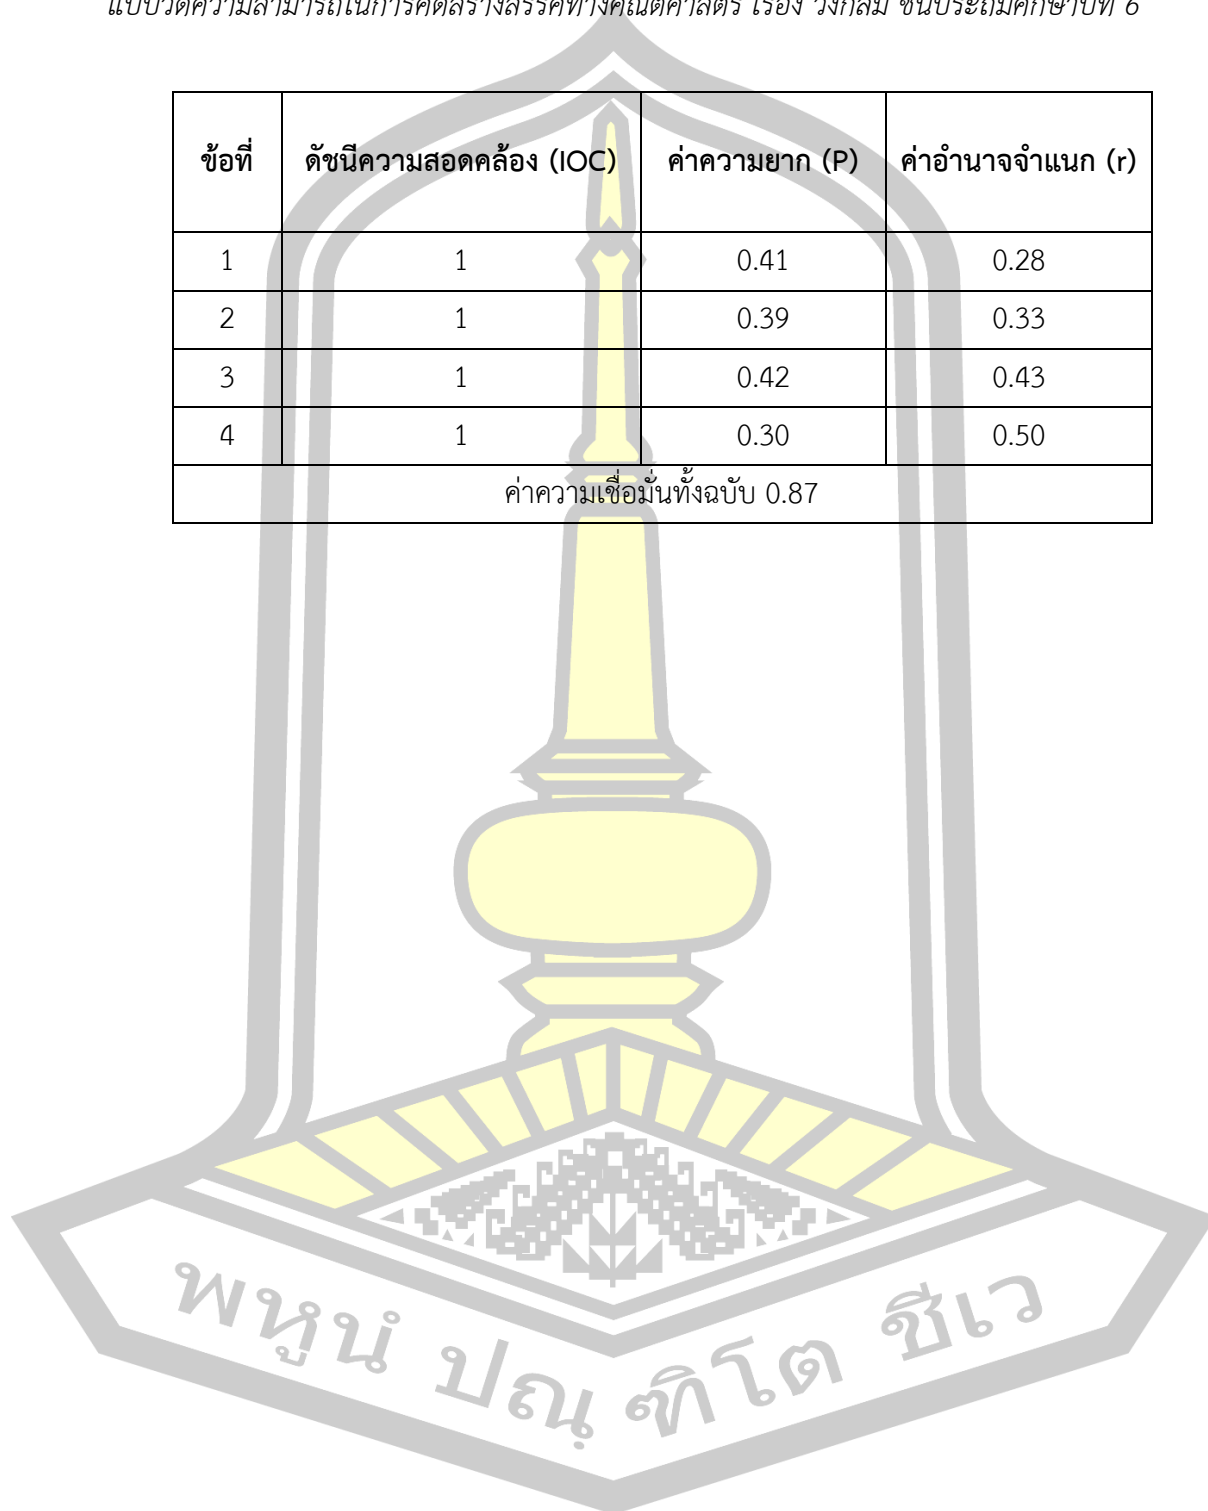 แบบวัดความสามารถในการคิดสร้างสรรค์ทางคณิตศาสตร์ เรื่อง วงกลม ชั้นประถมศึกษาปีที่ 6
ข้อที่ ดัชนีความสอดคล้อง (IOC) ค่าความยาก (P) ค่าอำนาจจำแนก (r)
1 1 0.41 0.28
2 1 0.39 0.33
3 1 0.42 0.43
4 1 0.30 0.50
ค่าความเชื่อมั่นทั้งฉบับ 0.87
พหูนํ ปณฺ ฑิโต ชีเว